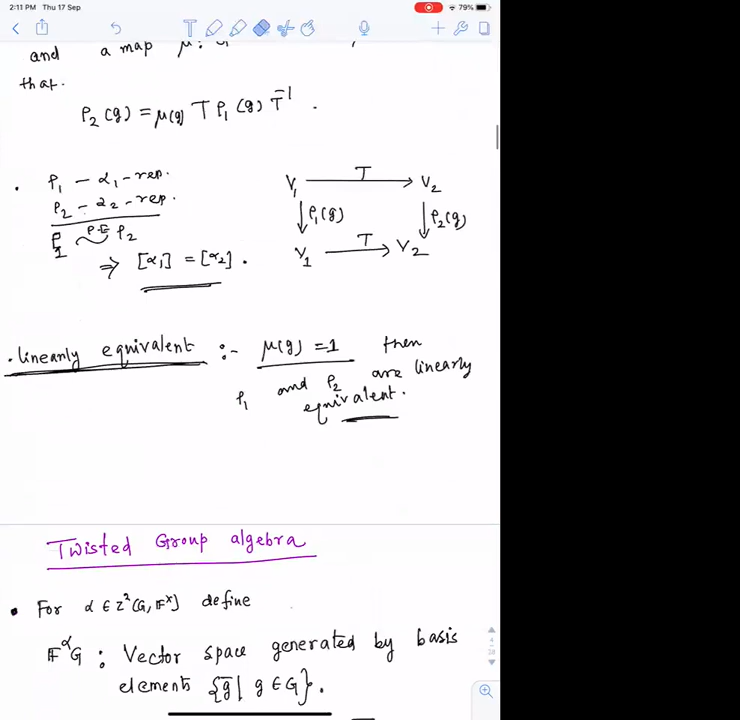 2:11 PM Thu 17 Sep
79%
and a map μ:
that.
ρ₂(g) = μ(g) T ρ₁(g) T⁻¹ .
ρ₁ – α₁-rep.
ρ₂ – α₂-rep.
ρ₁ ρ.E ρ₂
⇒ [α₁] = [α₂] .
V₁ T V₂
ρ₁(g) ρ₂(g)
V₁ T V₂
. linearly equivalent :- μ(g) = 1 then
ρ₁ and ρ₂ are linearly
equivalent.
Twisted Group algebra
• For α ∈ Z²(G, F^×] define
F^αG : Vector space generated by basis
elements {g̅ | g ∈ G}.